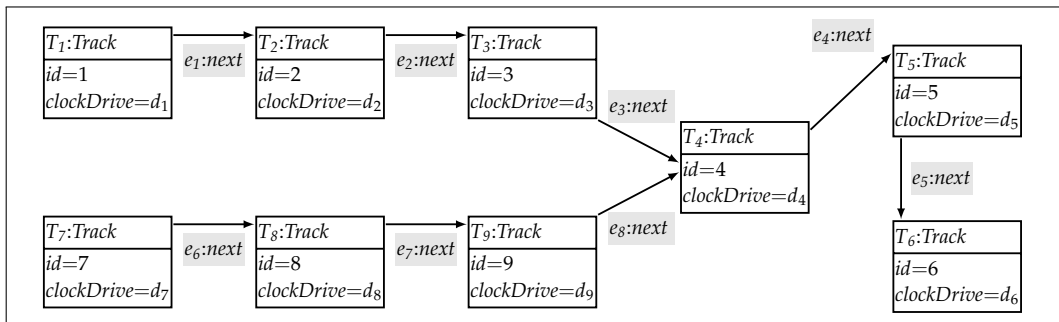 T₁:Track
id=1
clockDrive=d₁
e₁:next
T₂:Track
id=2
clockDrive=d₂
e₂:next
T₃:Track
id=3
clockDrive=d₃
e₃:next
T₄:Track
id=4
clockDrive=d₄
e₄:next
T₅:Track
id=5
clockDrive=d₅
e₅:next
T₆:Track
id=6
clockDrive=d₆
T₇:Track
id=7
clockDrive=d₇
e₆:next
T₈:Track
id=8
clockDrive=d₈
e₇:next
T₉:Track
id=9
clockDrive=d₉
e₈:next